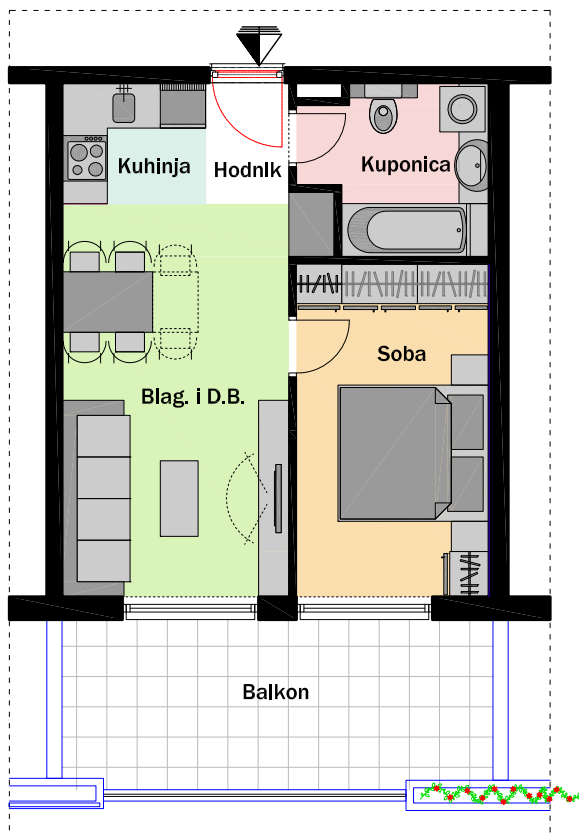 Kuhinja
Hodnik
Kuponica
Soba
Blag. i D.B.
Balkon